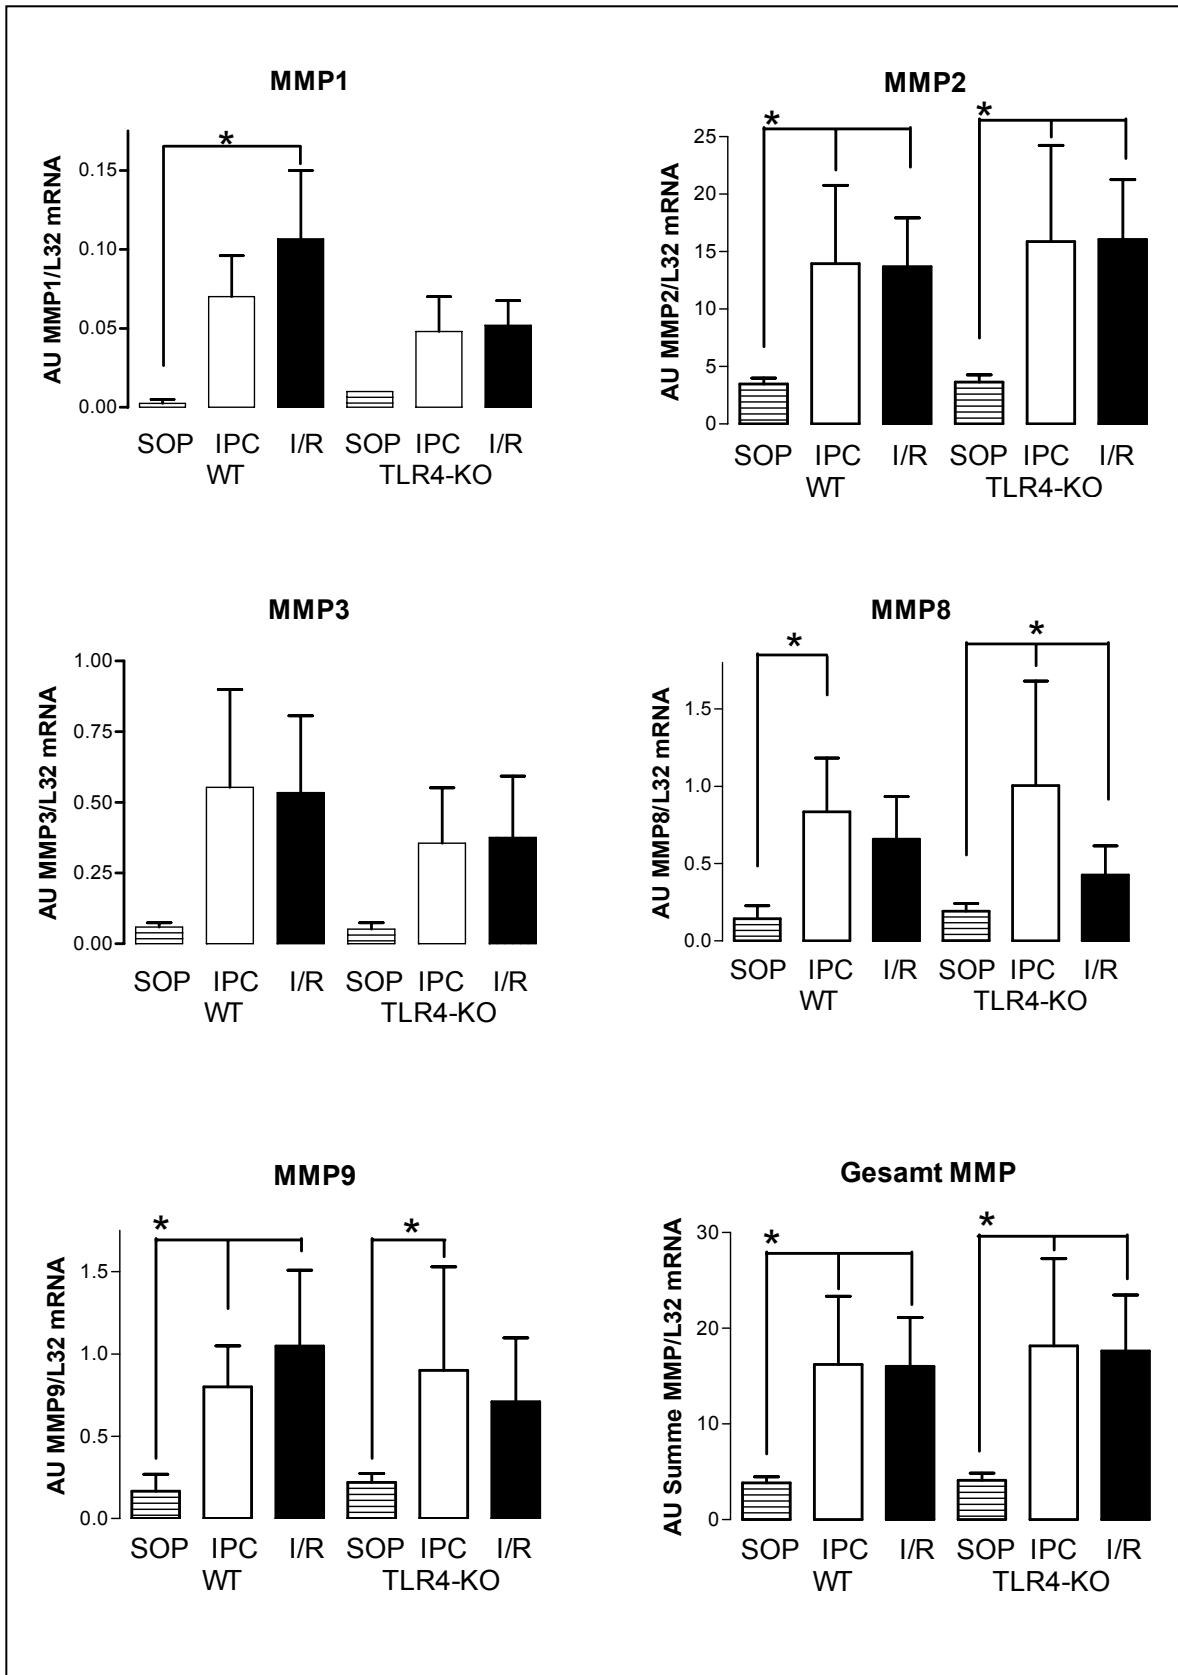 MMP1
*
AU MMP1/L32 mRNA
0.15
0.10
0.05
0.00
SOP IPC I/R SOP IPC I/R
WT TLR4-KO
MMP2
* *
AU MMP2/L32 mRNA
25
20
15
10
5
0
SOP IPC I/R SOP IPC I/R
WT TLR4-KO
MMP3
AU MMP3/L32 mRNA
1.00
0.75
0.50
0.25
0.00
SOP IPC I/R SOP IPC I/R
WT TLR4-KO
MMP8
* *
AU MMP8/L32 mRNA
1.5
1.0
0.5
0.0
SOP IPC I/R SOP IPC I/R
WT TLR4-KO
MMP9
* *
AU MMP9/L32 mRNA
1.5
1.0
0.5
0.0
SOP IPC I/R SOP IPC I/R
WT TLR4-KO
Gesamt MMP
* *
AU Summe MMP/L32 mRNA
30
20
10
0
SOP IPC I/R SOP IPC I/R
WT TLR4-KO